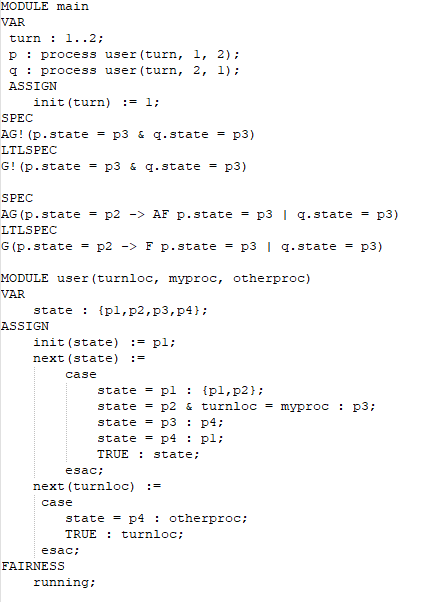 MODULE main
VAR
turn : 1..2;
p : process user(turn, 1, 2);
q : process user(turn, 2, 1);
ASSIGN
init(turn) := 1;
SPEC
AG!(p.state = p3 & q.state = p3)
LTLSPEC
G!(p.state = p3 & q.state = p3)
SPEC
AG(p.state = p2 -> AF p.state = p3 | q.state = p3)
LTLSPEC
G(p.state = p2 -> F p.state = p3 | q.state = p3)
MODULE user(turnloc, myproc, otherproc)
VAR
state : {p1,p2,p3,p4};
ASSIGN
init(state) := p1;
next(state) :=
case
state = p1 : {p1,p2};
state = p2 & turnloc = myproc : p3;
state = p3 : p4;
state = p4 : p1;
TRUE : state;
esac;
next(turnloc) :=
case
state = p4 : otherproc;
TRUE : turnloc;
esac;
FAIRNESS
running;